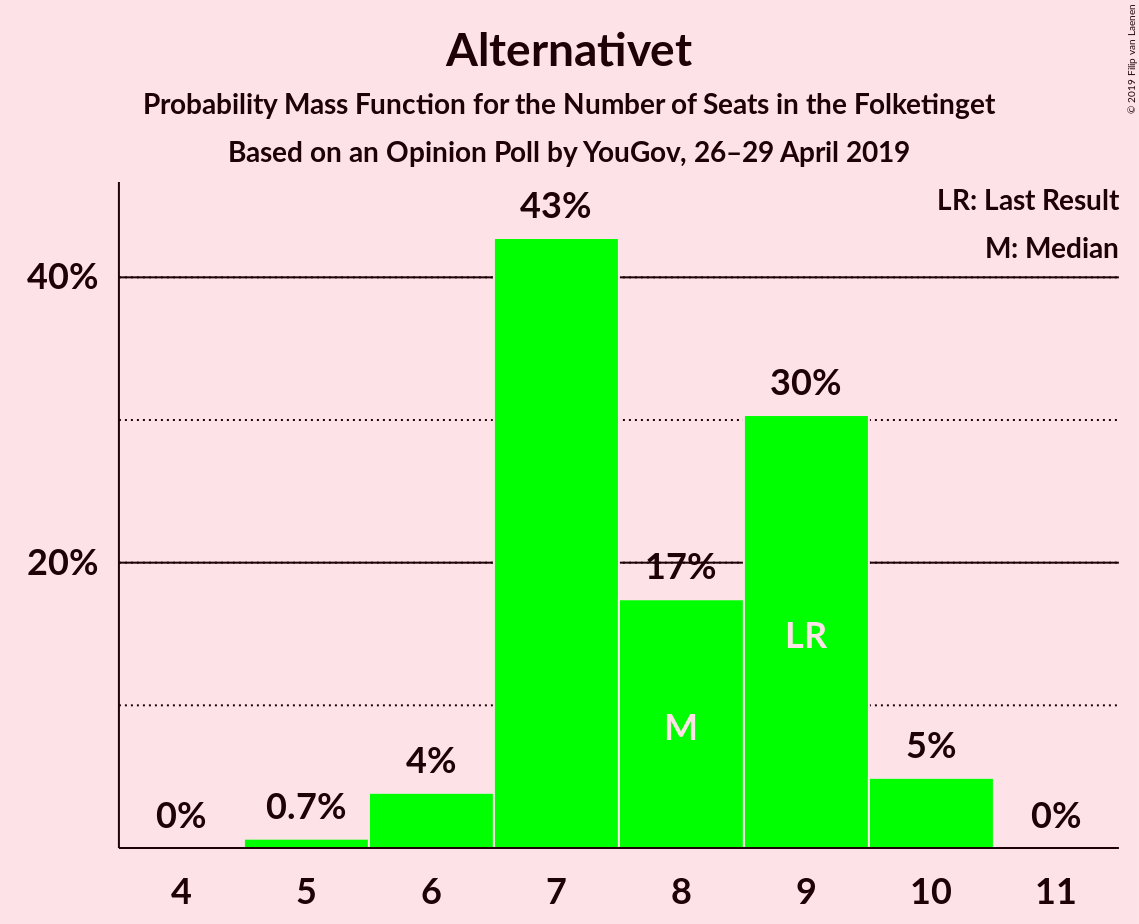 Alternativet
Probability Mass Function for the Number of Seats in the Folketinget
Based on an Opinion Poll by YouGov, 26–29 April 2019
© 2019 Filip van Laenen
LR: Last Result
M: Median
43%
40%
30%
20%
17%
LR
M
5%
4%
0.7%
0%
0%
4 5 6 7 8 9 10 11